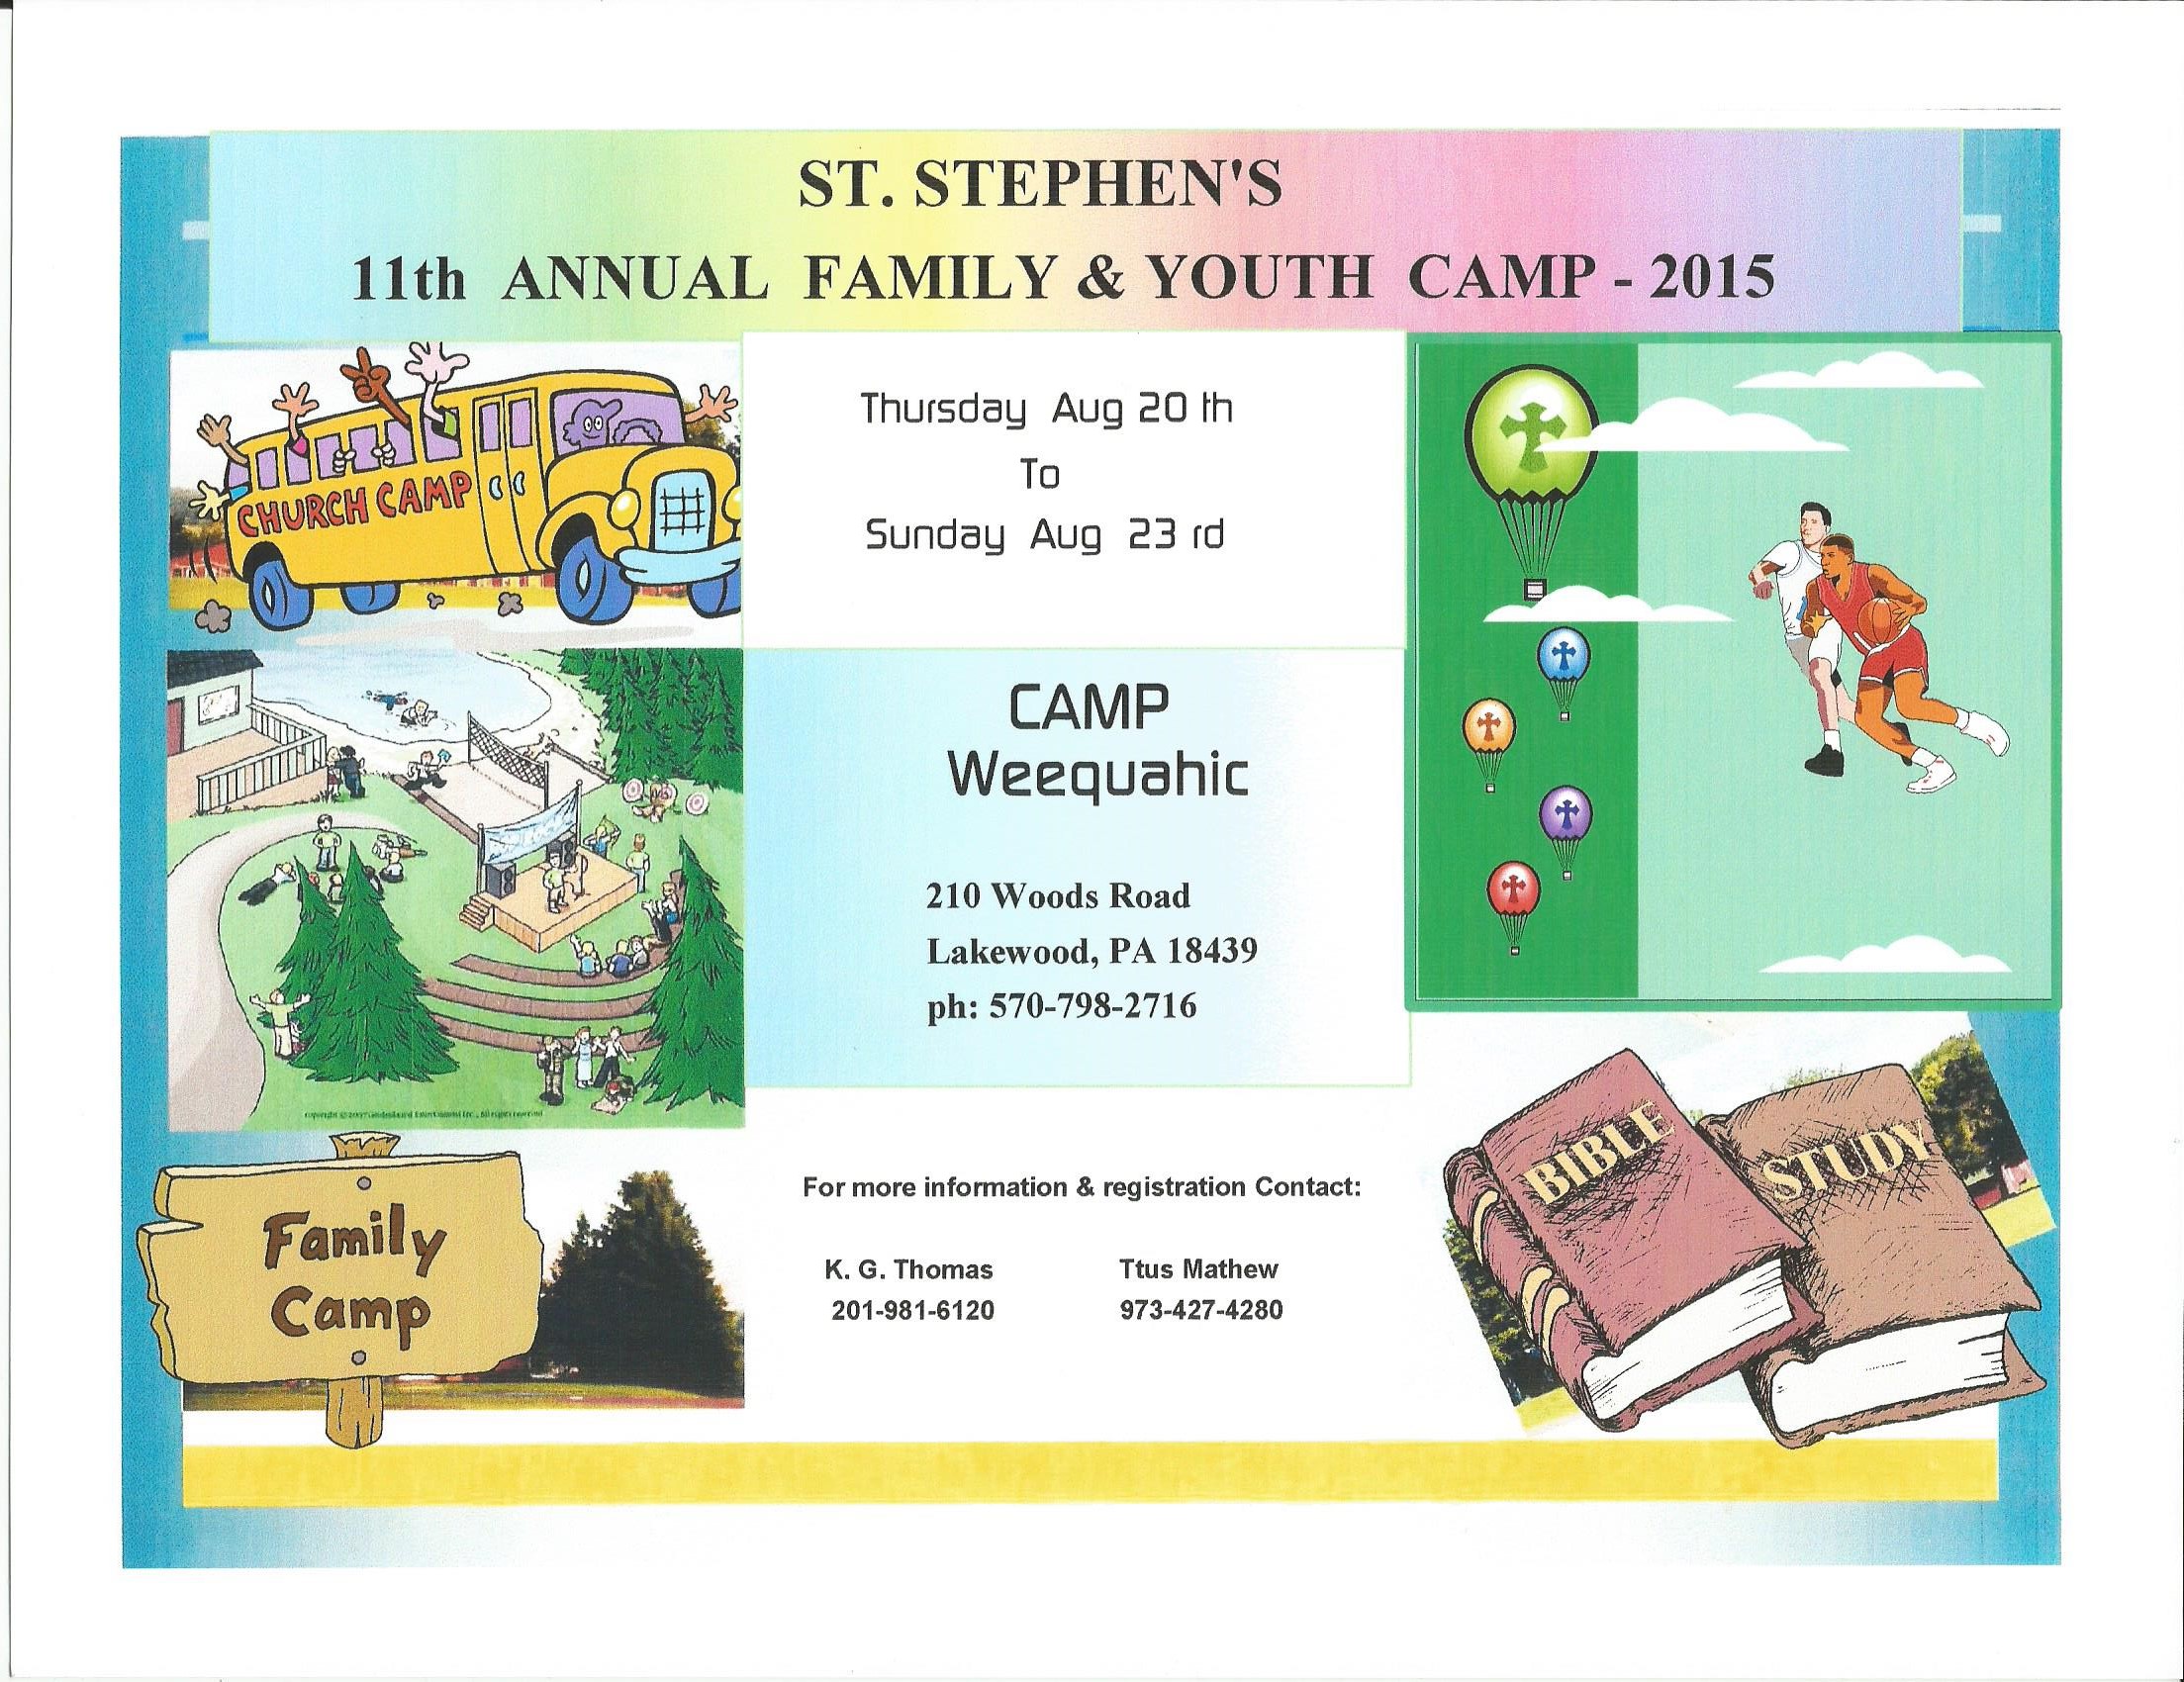 ST. STEPHEN'S
11th ANNUAL FAMILY & YOUTH CAMP - 2015
CHURCH CAMP
Thursday Aug 20 th
To
Sunday Aug 23 rd
CAMP
Weequahic
210 Woods Road
Lakewood, PA 18439
ph: 570-798-2716
Family
Camp
For more information & registration Contact:
K. G. Thomas
201-981-6120
Ttus Mathew
973-427-4280
BIBLE
STUDY